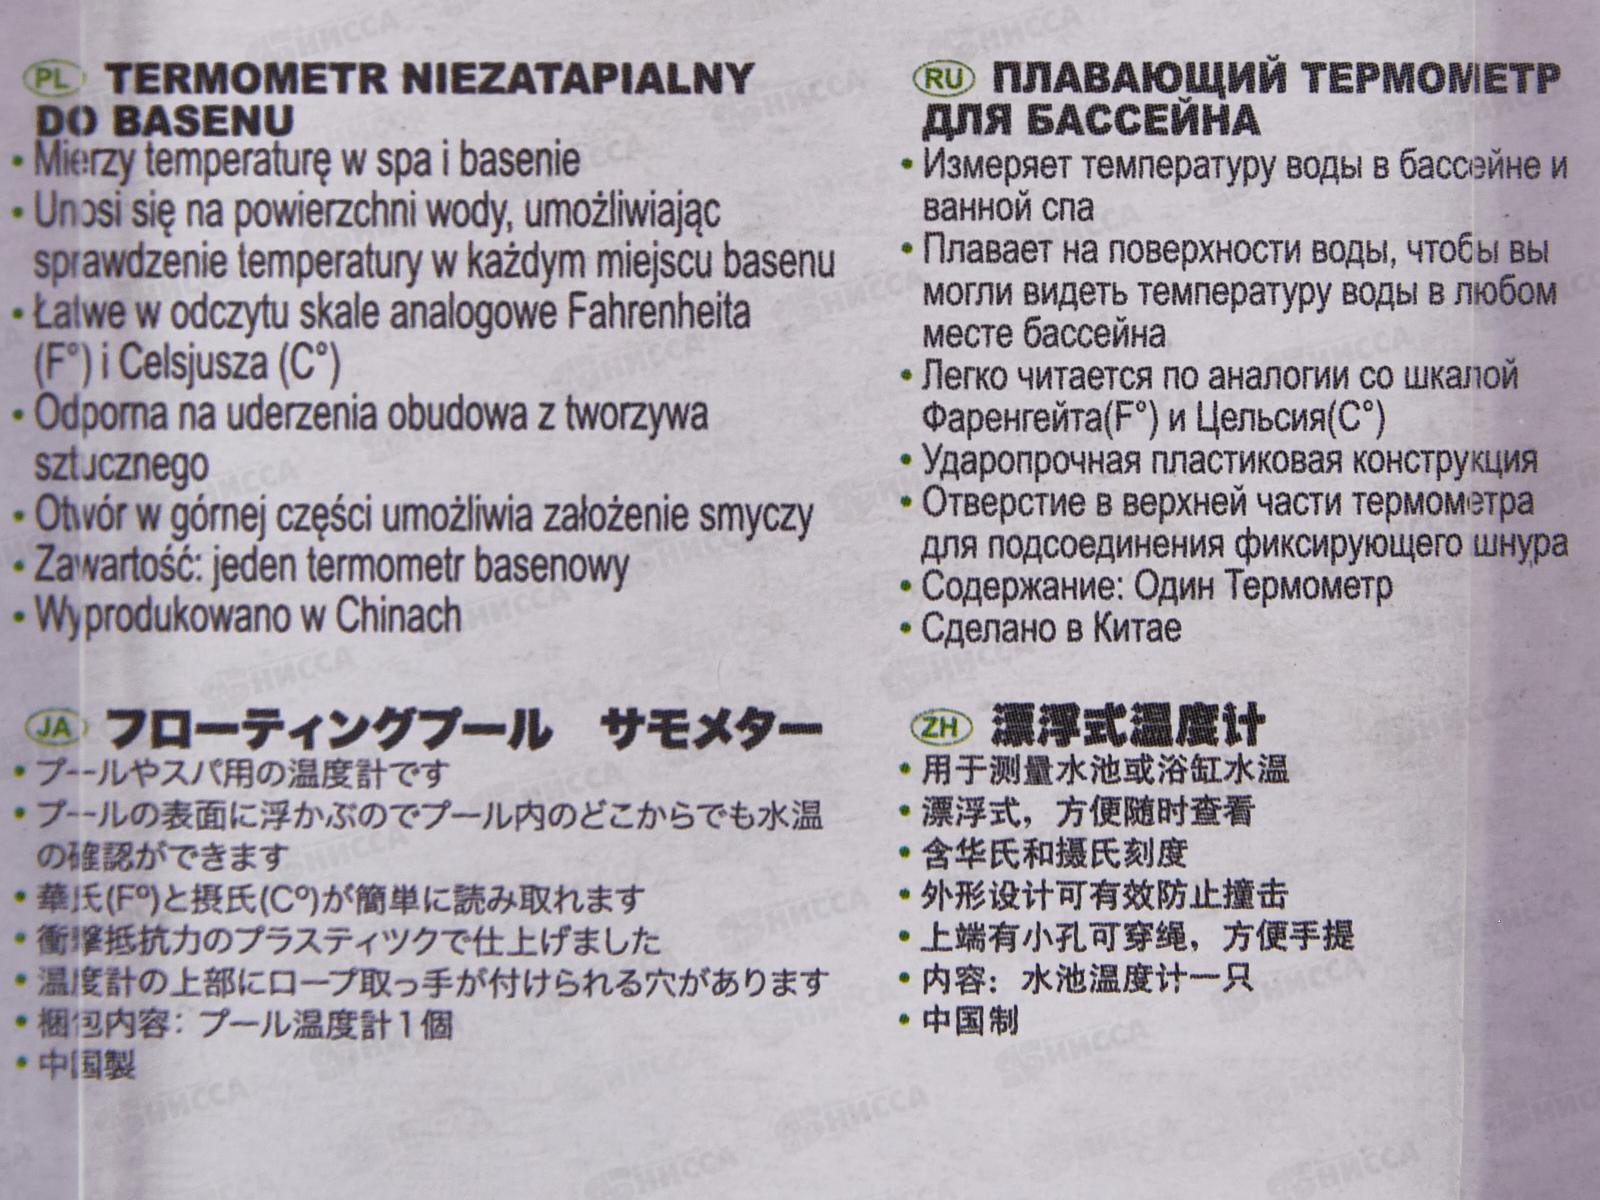 PL TERMOMETR NIEZATAPIALNY
DO BASENU
• Mierzy temperaturę w spa i basenie
• Unosi się na powierzchni wody, umożliwiając
sprawdzenie temperatury w każdym miejscu basenu
• Łatwe w odczytu skale analogowe Fahrenheita
(F°) i Celsjusza (C°)
• Odporna na uderzenia obudowa z tworzywa
sztucznego
• Otwór w górnej części umożliwia założenie smyczy
• Zawartość: jeden termometr basenowy
• Wyprodukowano w Chinach
RU ПЛАВАЮЩИЙ ТЕРМОМЕТР
ДЛЯ БАССЕЙНА
• Измеряет температуру воды в бассейне и
ванной спа
• Плавает на поверхности воды, чтобы вы
могли видеть температуру воды в любом
месте бассейна
• Легко читается по аналогии со шкалой
Фаренгейта(F°) и Цельсия(C°)
• Ударопрочная пластиковая конструкция
• Отверстие в верхней части термометра
для подсоединения фиксирующего шнура
• Содержание: Один Термометр
• Сделано в Китае
JA フローティングプール サモメター
• プールやスパ用の温度計です
• プールの表面に浮かぶのでプール内のどこからでも水温
の確認ができます
• 華氏(Fº)と摂氏(Cº)が簡単に読み取れます
• 衝撃抵抗力のプラスティツクで仕上げました
• 温度計の上部にロープ取っ手が付けられる穴があります
• 梱包内容：プール温度計1個
• 中国製
ZH 漂浮式温度计
• 用于测量水池或浴缸水温
• 漂浮式，方便随时查看
• 含华氏和摄氏刻度
• 外形设计可有效防止撞击
• 上端有小孔可穿绳，方便手提
• 内容：水池温度计一只
• 中国制